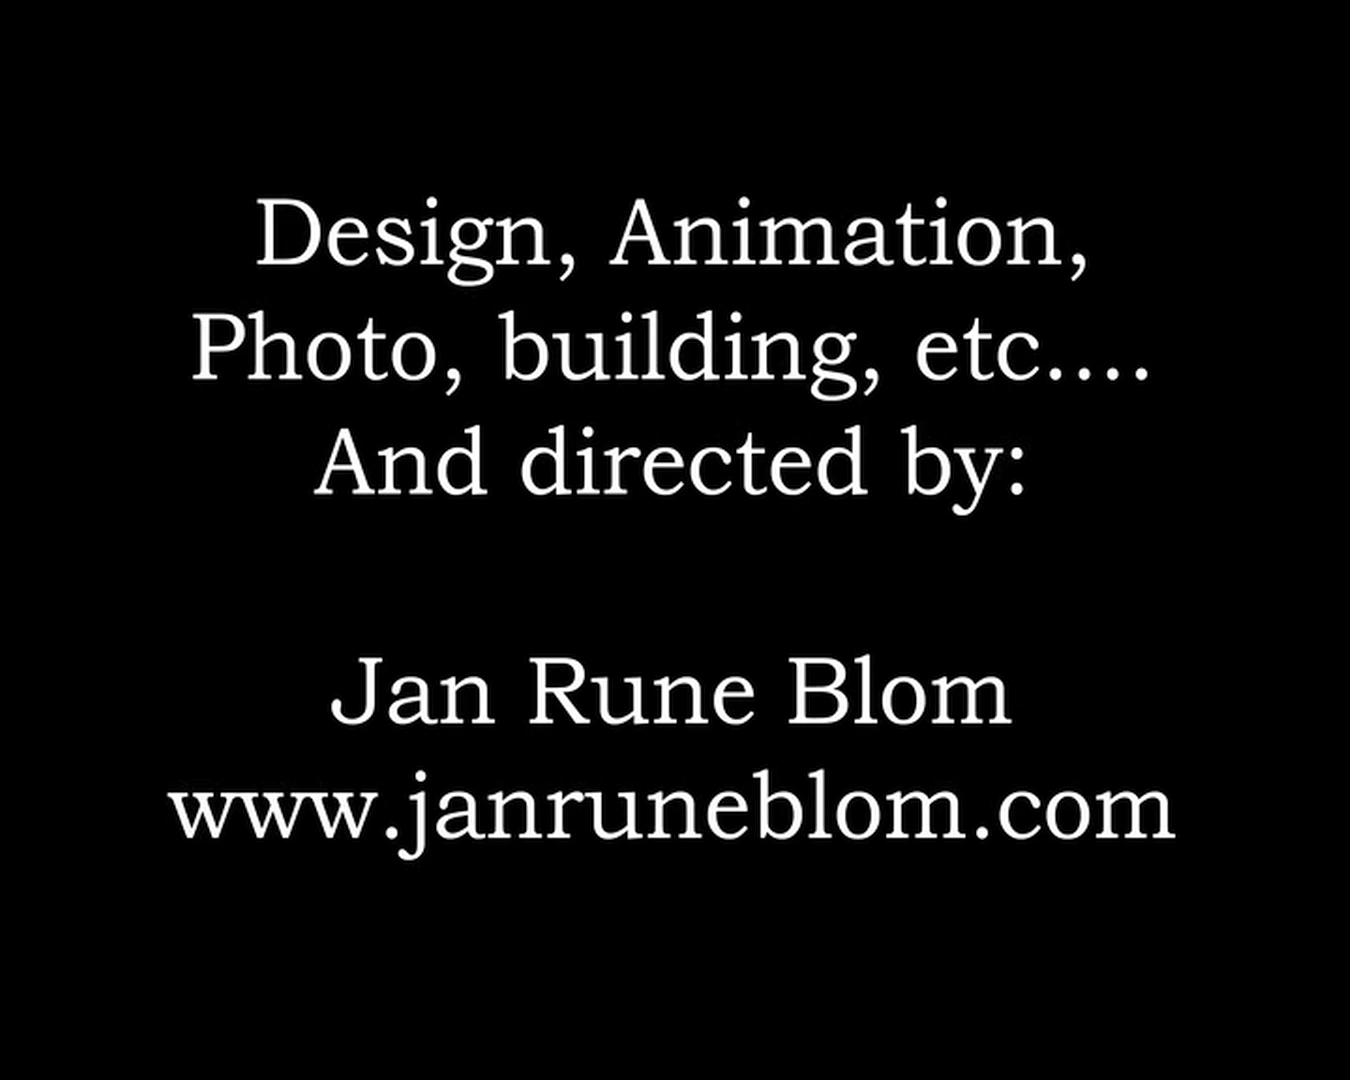 Design, Animation,
Photo, building, etc....
And directed by:
Jan Rune Blom
www.janruneblom.com